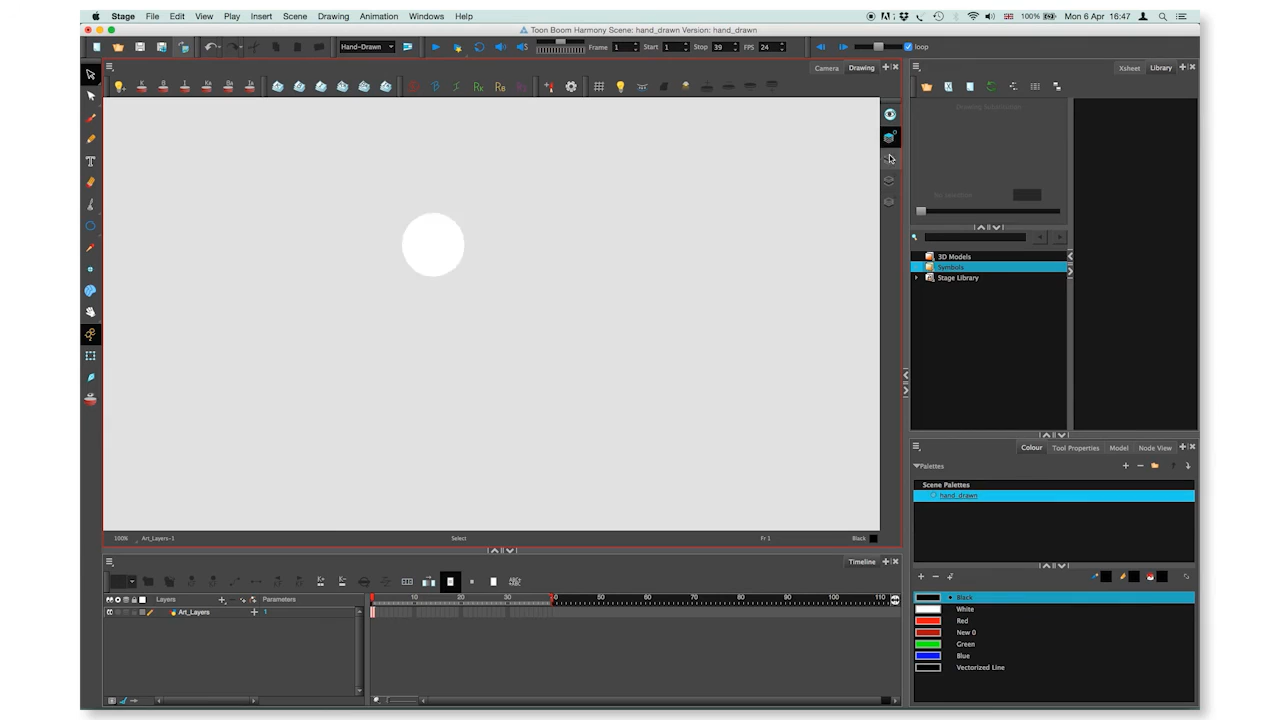 Stage File Edit View Play Insert Scene Drawing Animation Windows Help 100% Mon 6 Apr 16:47
Toon Boom Harmony Scene: hand_drawn Version: hand_drawn
Hand-Drawn Frame 1 Start 1 Stop 39 FPS 24 loop
Camera Drawing
Xsheet Library
Drawing Substitution
3D Models
Symbols
Stage Library
Colour Tool Properties Model Node View
Palettes
Scene Palettes
hand_drawn
100% Art_Layers-1 Select Fr 1 Black
Timeline
Layers Parameters 10 20 30 40 50 60 70 80 90 100 110
Art_Layers 1
Black
White
Red
New 0
Green
Blue
Vectorized Line